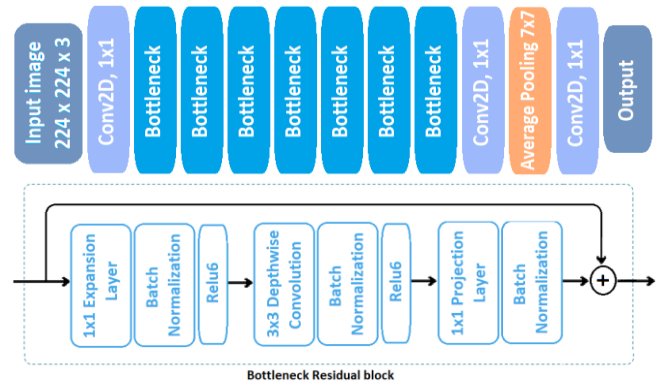 Input image
224 x 224 x 3
Conv2D, 1x1
Bottleneck
Bottleneck
Bottleneck
Bottleneck
Bottleneck
Bottleneck
Bottleneck
Conv2D, 1x1
Average Pooling 7x7
Conv2D, 1x1
Output
1x1 Expansion
Layer
Batch
Normalization
Relu6
3x3 Depthwise
Convolution
Batch
Normalization
Relu6
1x1 Projection
Layer
Batch
Normalization
+
Bottleneck Residual block